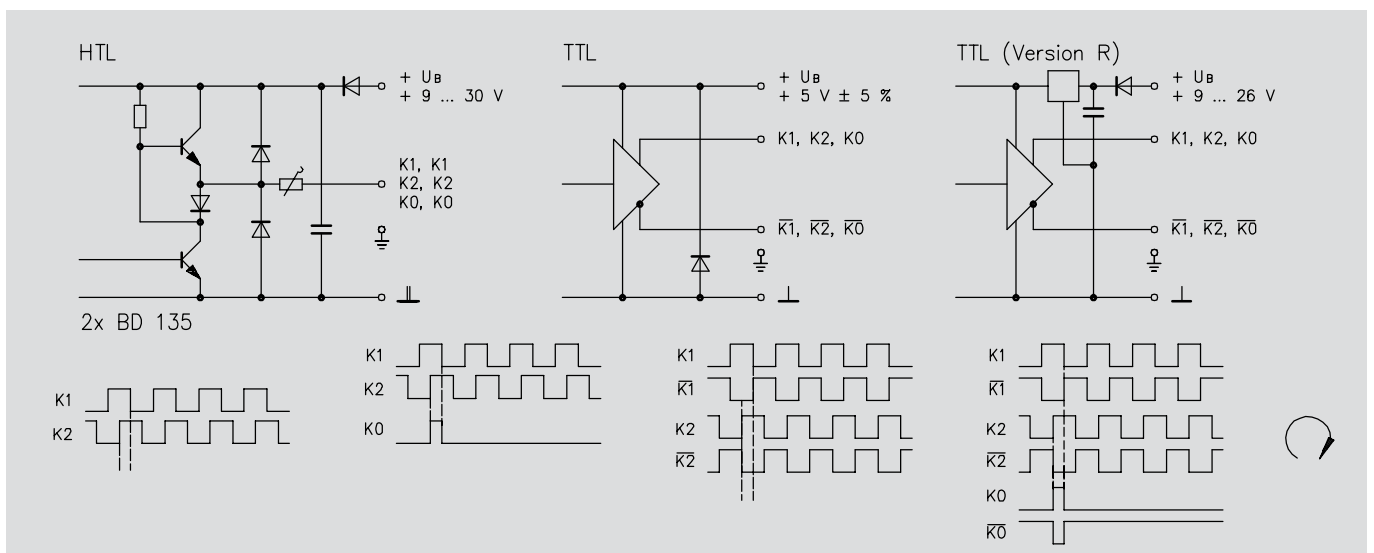 HTL
+ UB
+ 9 ... 30 V
K1, K1
K2, K2
K0, K0
2x BD 135
TTL
+ UB
+ 5 V ± 5 %
K1, K2, K0
K̅1̅, K̅2̅, K̅0̅
TTL (Version R)
+ UB
+ 9 ... 26 V
K1, K2, K0
K̅1̅, K̅2̅, K̅0̅
K1
K2
K1
K2
K0
K1
K̅1̅
K2
K̅2̅
K1
K̅1̅
K2
K̅2̅
K0
K̅0̅